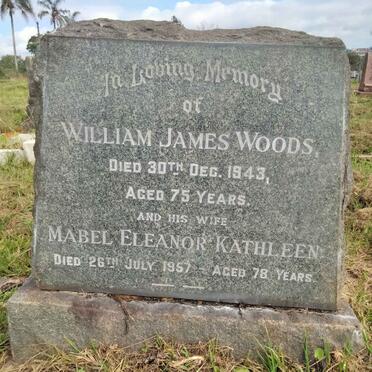 In Loving Memory
of
WILLIAM JAMES WOODS,
DIED 30TH DEC. 1943,
AGED 75 YEARS.
AND HIS WIFE
MABEL ELEANOR KATHLEEN
DIED 26TH JULY 1957 - AGED 78 YEARS.